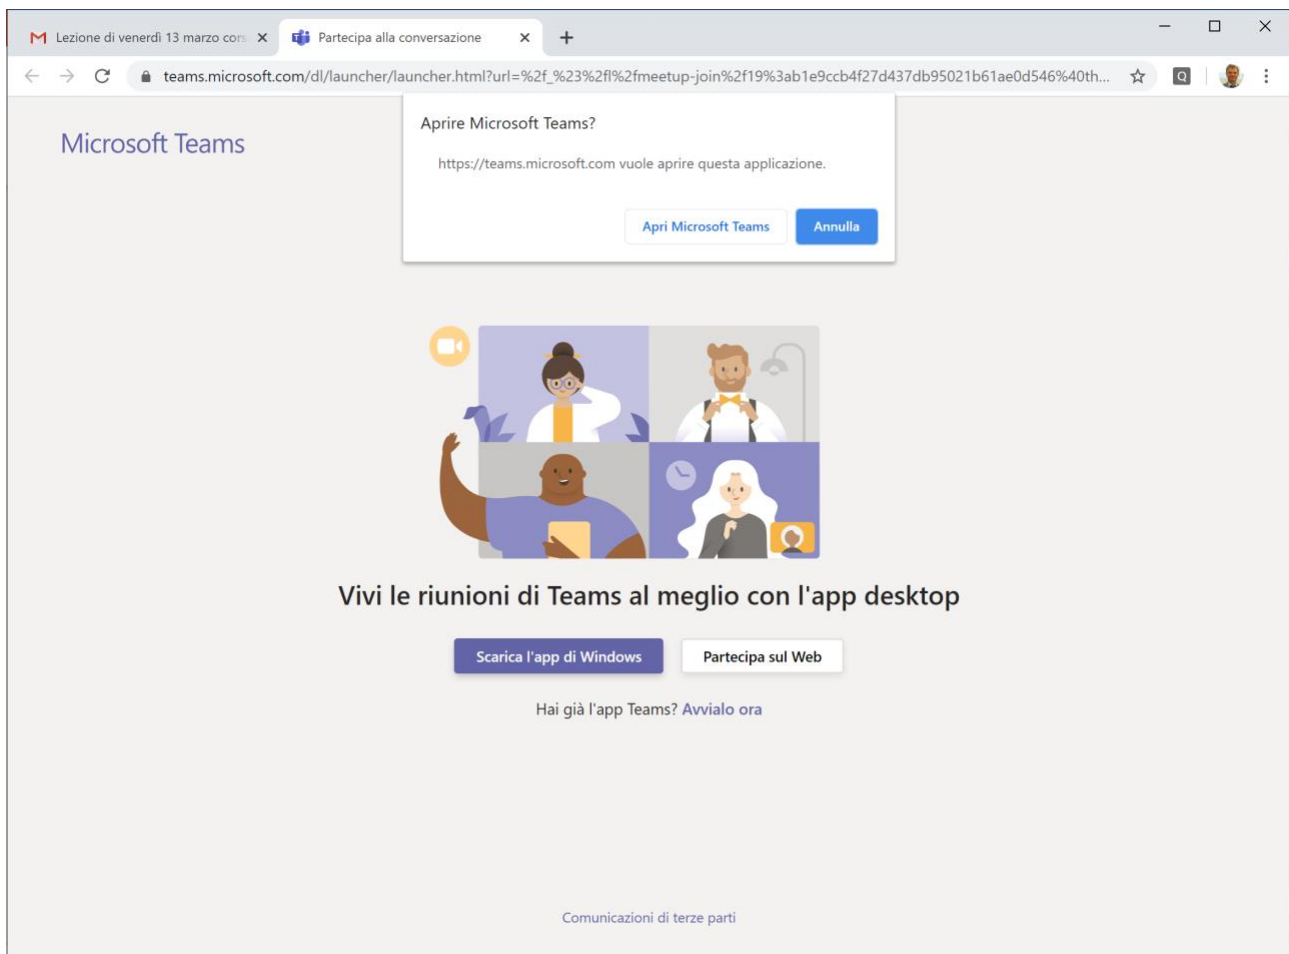 Lezione di venerdì 13 marzo cors
Partecipa alla conversazione
teams.microsoft.com/dl/launcher/launcher.html?url=%2f_%23%2fl%2fmeetup-join%2f19%3ab1e9ccb4f27d437db95021b61ae0d546%40th...
Q
Aprire Microsoft Teams?
Microsoft Teams
https://teams.microsoft.com vuole aprire questa applicazione.
Apri Microsoft Teams
Annulla
Vivi le riunioni di Teams al meglio con l'app desktop
Scarica l'app di Windows
Partecipa sul Web
Hai già l'app Teams? Avvialo ora
Comunicazioni di terze parti